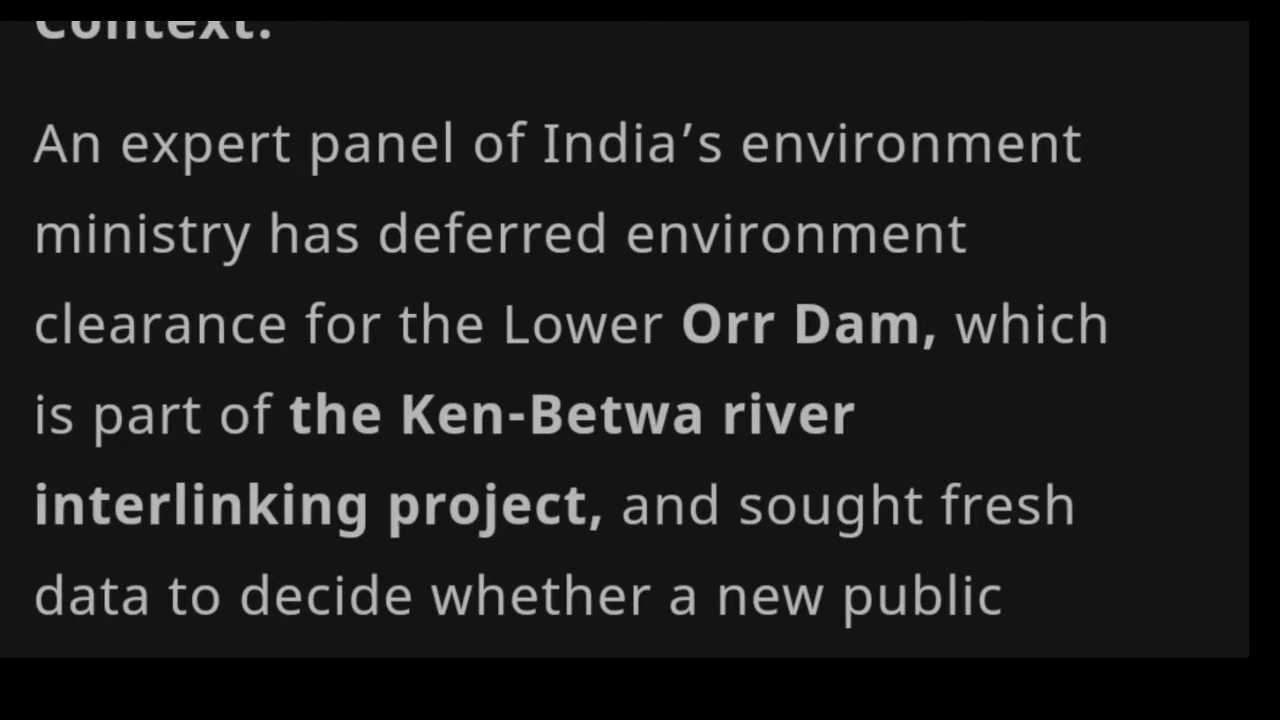 Context:
An expert panel of India’s environment
ministry has deferred environment
clearance for the Lower Orr Dam, which
is part of the Ken-Betwa river
interlinking project, and sought fresh
data to decide whether a new public